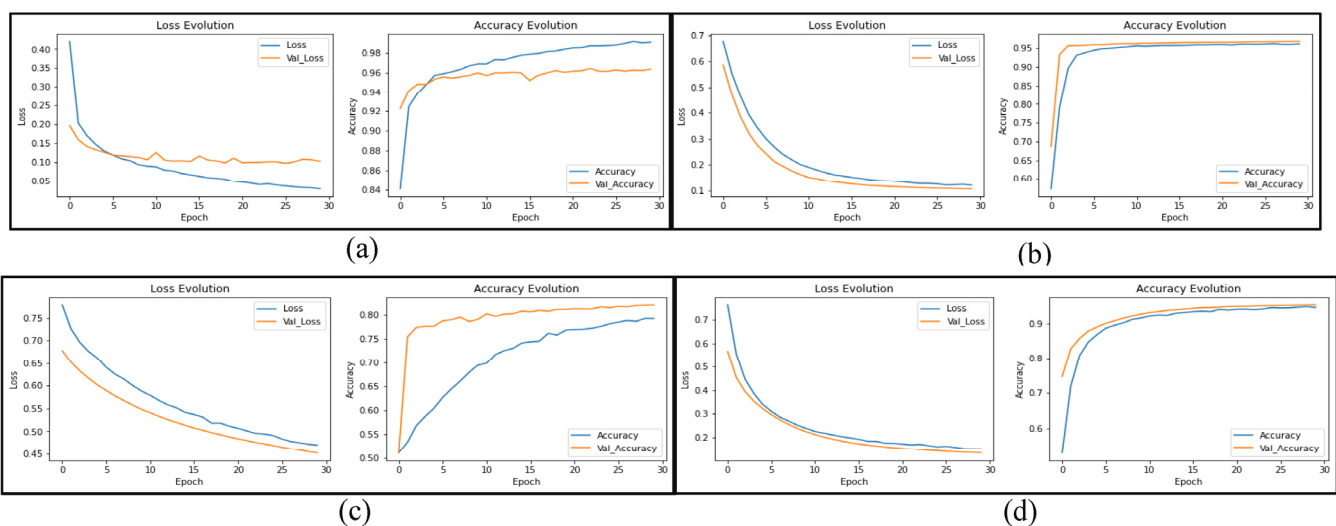 Loss Evolution
Loss
Val_Loss
Loss
0.40
0.35
0.30
0.25
0.20
0.15
0.10
0.05
0 5 10 15 20 25 30
Epoch
Accuracy Evolution
Accuracy
Val_Accuracy
Accuracy
0.98
0.96
0.94
0.92
0.90
0.88
0.86
0.84
0 5 10 15 20 25 30
Epoch
(a)
Loss Evolution
Loss
Val_Loss
Loss
0.7
0.6
0.5
0.4
0.3
0.2
0.1
0 5 10 15 20 25 30
Epoch
Accuracy Evolution
Accuracy
Val_Accuracy
Accuracy
0.95
0.90
0.85
0.80
0.75
0.70
0.65
0.60
0 5 10 15 20 25 30
Epoch
(b)
Loss Evolution
Loss
Val_Loss
Loss
0.75
0.70
0.65
0.60
0.55
0.50
0.45
0 5 10 15 20 25 30
Epoch
Accuracy Evolution
Accuracy
Val_Accuracy
Accuracy
0.80
0.75
0.70
0.65
0.60
0.55
0.50
0 5 10 15 20 25 30
Epoch
(c)
Loss Evolution
Loss
Val_Loss
Loss
0.7
0.6
0.5
0.4
0.3
0.2
0 5 10 15 20 25 30
Epoch
Accuracy Evolution
Accuracy
Val_Accuracy
Accuracy
0.9
0.8
0.7
0.6
0 5 10 15 20 25 30
Epoch
(d)